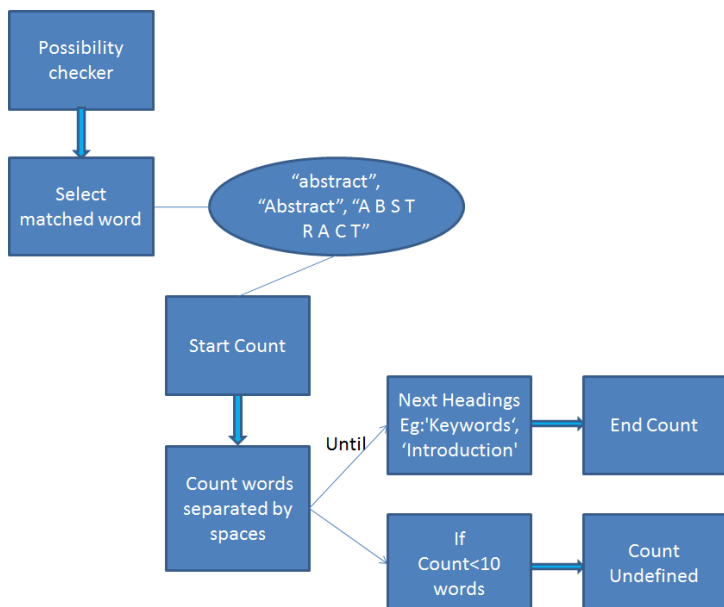 Possibility
checker
Select
matched word
“abstract”,
“Abstract”, “A B S T
R A C T”
Start Count
Count words
separated by
spaces
Until
Next Headings
Eg:'Keywords‘,
‘Introduction'
End Count
If
Count<10
words
Count
Undefined